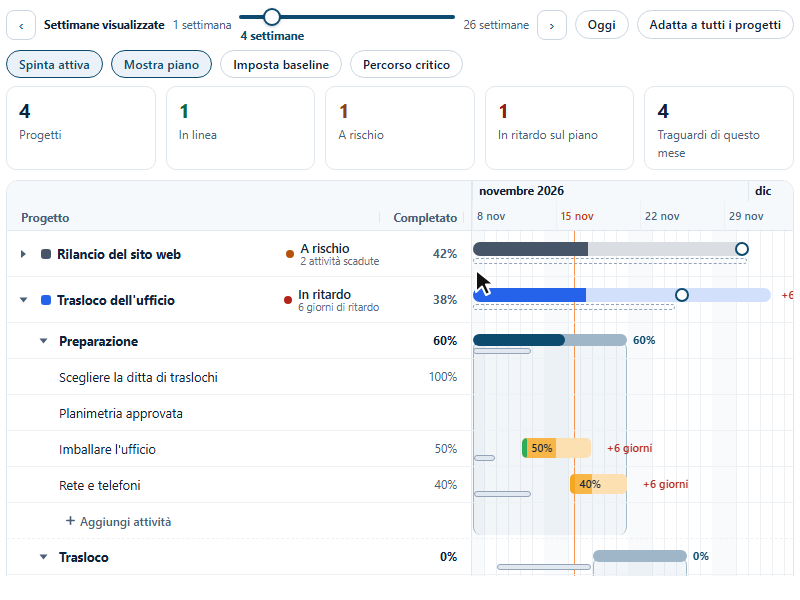 ‹ Settimane visualizzate 1 settimana 26 settimane › Oggi Adatta a tutti i progetti
4 settimane
Spinta attiva Mostra piano Imposta baseline Percorso critico
4 1 1 1 4
Progetti In linea A rischio In ritardo sul piano Traguardi di questo mese
novembre 2026 dic
Progetto Completato 8 nov 15 nov 22 nov 29 nov
Rilancio del sito web A rischio 42%
2 attività scadute
Trasloco dell'ufficio In ritardo 38% +6
6 giorni di ritardo
Preparazione 60% 60%
Scegliere la ditta di traslochi 100%
Planimetria approvata
Imballare l'ufficio 50% 50% +6 giorni
Rete e telefoni 40% 40% +6 giorni
+ Aggiungi attività
Trasloco 0% 0%